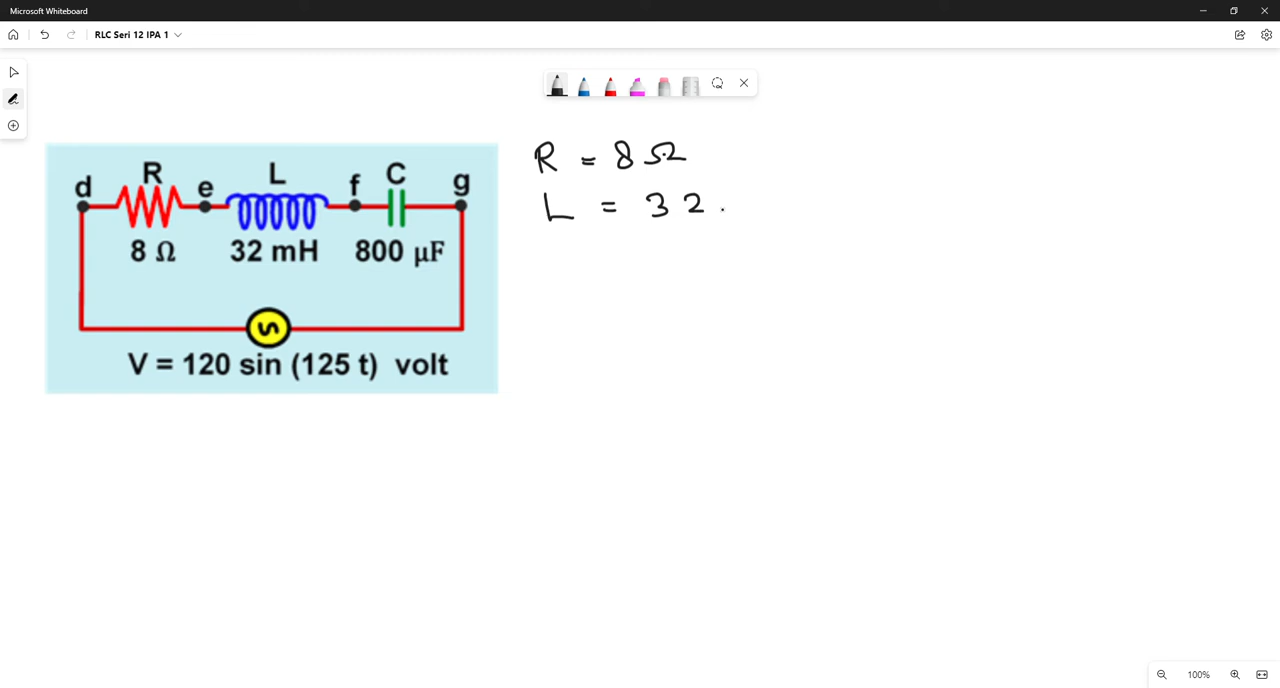 Microsoft Whiteboard
RLC Seri 12 IPA 1
d R e L f C g
8 Ω 32 mH 800 μF
V = 120 sin (125 t) volt
R = 8 Ω
L = 32 .
100%